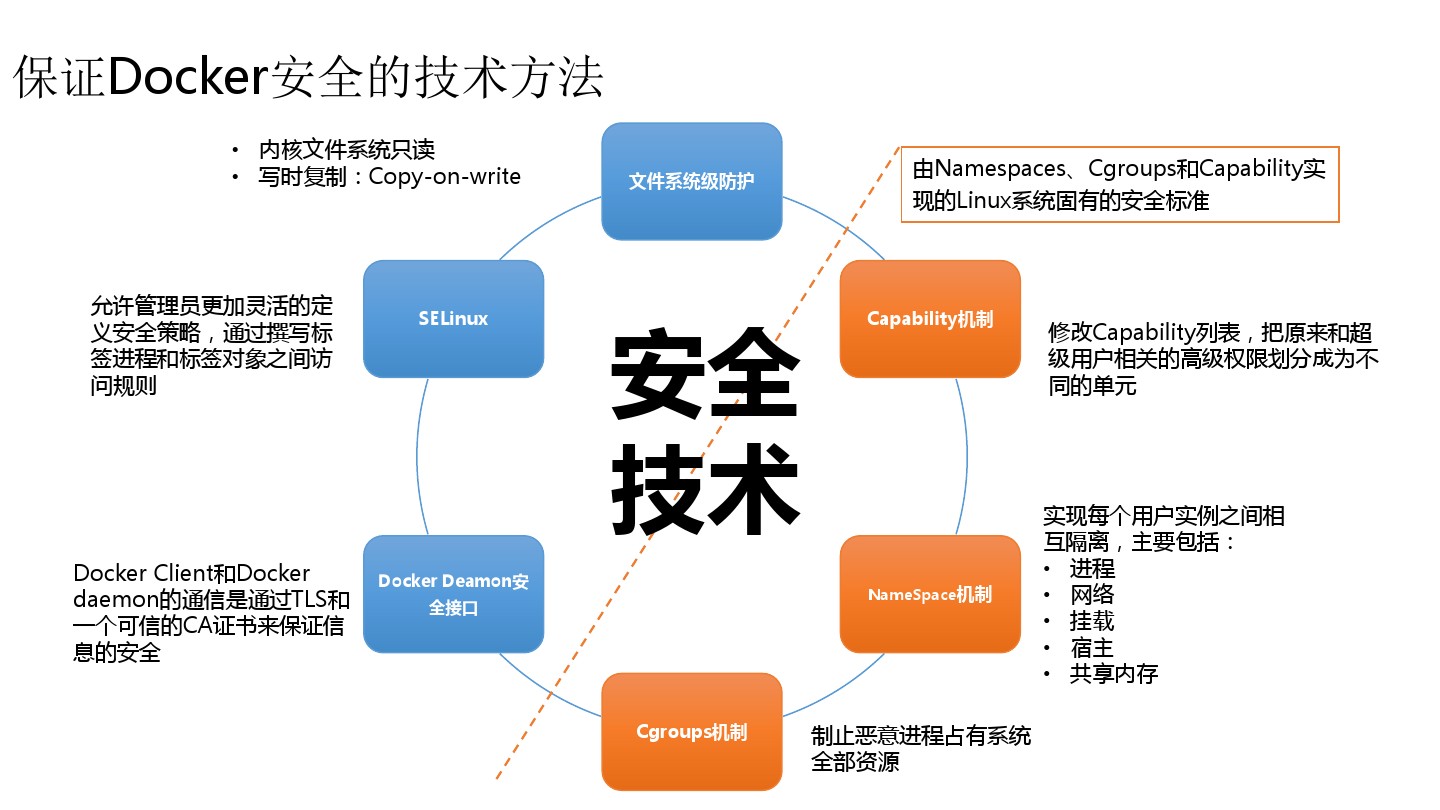 保证Docker安全的技术方法
• 内核文件系统只读
• 写时复制：Copy-on-write
文件系统级防护
由Namespaces、Cgroups和Capability实
现的Linux系统固有的安全标准
允许管理员更加灵活的定
义安全策略，通过撰写标
签进程和标签对象之间访
问规则
SELinux
Capability机制
修改Capability列表，把原来和超
级用户相关的高级权限划分成为不
同的单元
安全
技术
Docker Client和Docker
daemon的通信是通过TLS和
一个可信的CA证书来保证信
息的安全
Docker Deamon安
全接口
NameSpace机制
实现每个用户实例之间相
互隔离，主要包括：
• 进程
• 网络
• 挂载
• 宿主
• 共享内存
Cgroups机制
制止恶意进程占有系统
全部资源